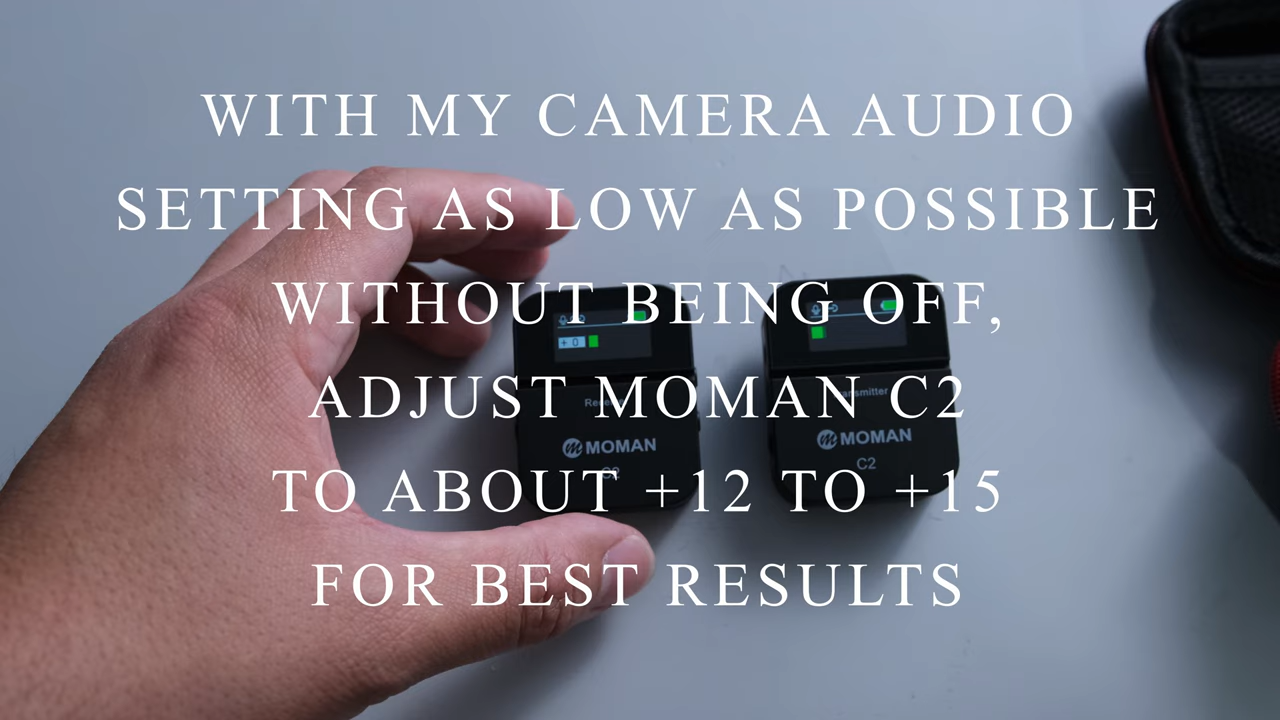 WITH MY CAMERA AUDIO
SETTING AS LOW AS POSSIBLE
WITHOUT BEING OFF,
ADJUST MOMAN C2
TO ABOUT +12 TO +15
FOR BEST RESULTS
+ 0
MOMAN
C2
MOMAN
C2